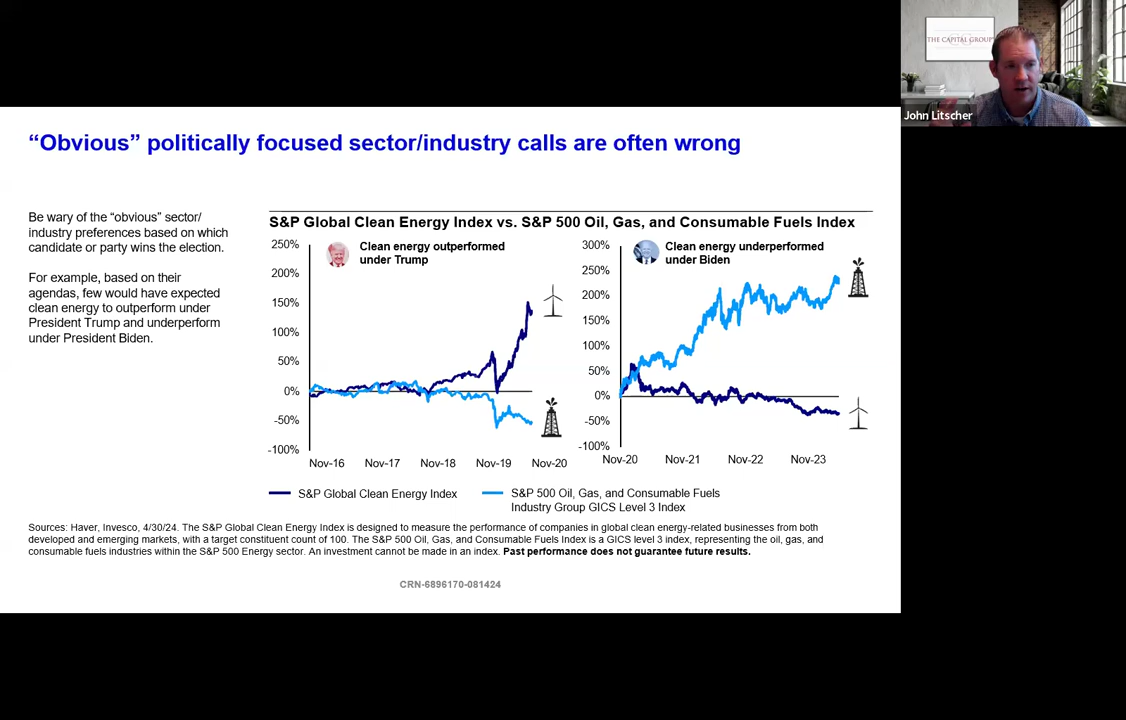 THE CAPITAL GROUP
John Litscher
“Obvious” politically focused sector/industry calls are often wrong
Be wary of the “obvious” sector/
industry preferences based on which
candidate or party wins the election.
For example, based on their
agendas, few would have expected
clean energy to outperform under
President Trump and underperform
under President Biden.
S&P Global Clean Energy Index vs. S&P 500 Oil, Gas, and Consumable Fuels Index
Clean energy outperformed
under Trump
250%
200%
150%
100%
50%
0%
-50%
-100%
Nov-16 Nov-17 Nov-18 Nov-19 Nov-20
Clean energy underperformed
under Biden
300%
250%
200%
150%
100%
50%
0%
-50%
-100%
Nov-20 Nov-21 Nov-22 Nov-23
S&P Global Clean Energy Index
S&P 500 Oil, Gas, and Consumable Fuels
Industry Group GICS Level 3 Index
Sources: Haver, Invesco, 4/30/24. The S&P Global Clean Energy Index is designed to measure the performance of companies in global clean energy-related businesses from both
developed and emerging markets, with a target constituent count of 100. The S&P 500 Oil, Gas, and Consumable Fuels Index is a GICS level 3 index, representing the oil, gas, and
consumable fuels industries within the S&P 500 Energy sector. An investment cannot be made in an index. Past performance does not guarantee future results.
CRN-6896170-081424